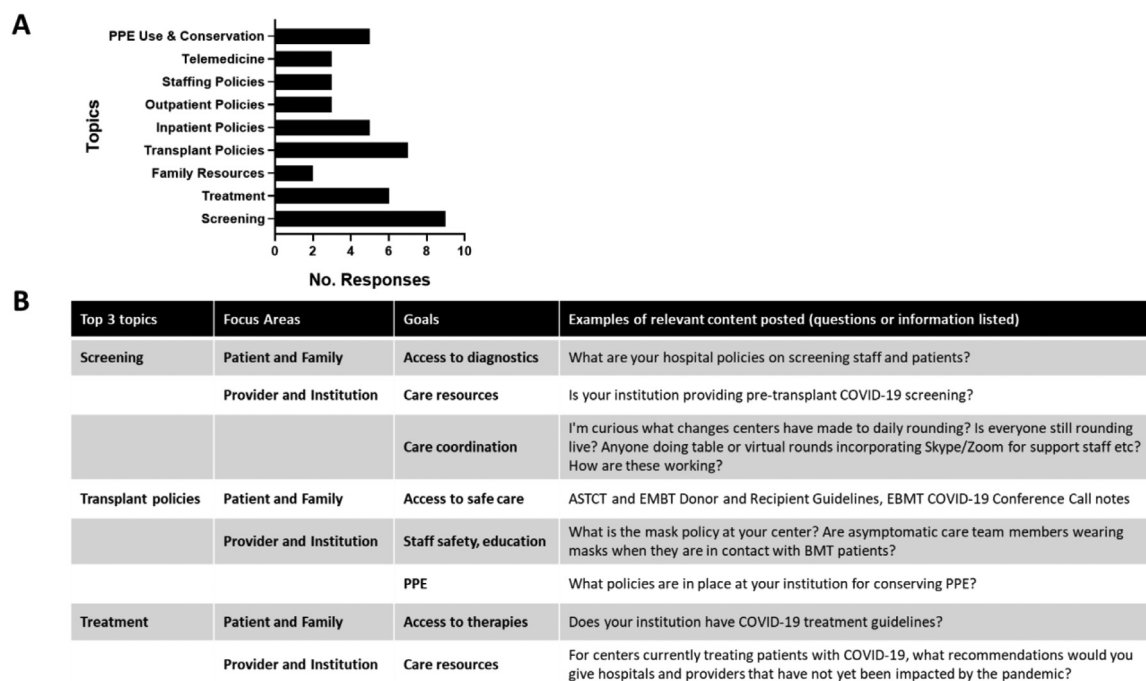 A
PPE Use & Conservation
Telemedicine
Staffing Policies
Outpatient Policies
Inpatient Policies
Transplant Policies
Family Resources
Treatment
Screening
Topics
0 2 4 6 8 10
No. Responses
B
Top 3 topics Focus Areas Goals Examples of relevant content posted (questions or information listed)
Screening Patient and Family Access to diagnostics What are your hospital policies on screening staff and patients?
Provider and Institution Care resources Is your institution providing pre-transplant COVID-19 screening?
Care coordination I'm curious what changes centers have made to daily rounding? Is everyone still rounding
live? Anyone doing table or virtual rounds incorporating Skype/Zoom for support staff etc?
How are these working?
Transplant policies Patient and Family Access to safe care ASTCT and EMBT Donor and Recipient Guidelines, EBMT COVID-19 Conference Call notes
Provider and Institution Staff safety, education What is the mask policy at your center? Are asymptomatic care team members wearing
masks when they are in contact with BMT patients?
PPE What policies are in place at your institution for conserving PPE?
Treatment Patient and Family Access to therapies Does your institution have COVID-19 treatment guidelines?
Provider and Institution Care resources For centers currently treating patients with COVID-19, what recommendations would you
give hospitals and providers that have not yet been impacted by the pandemic?